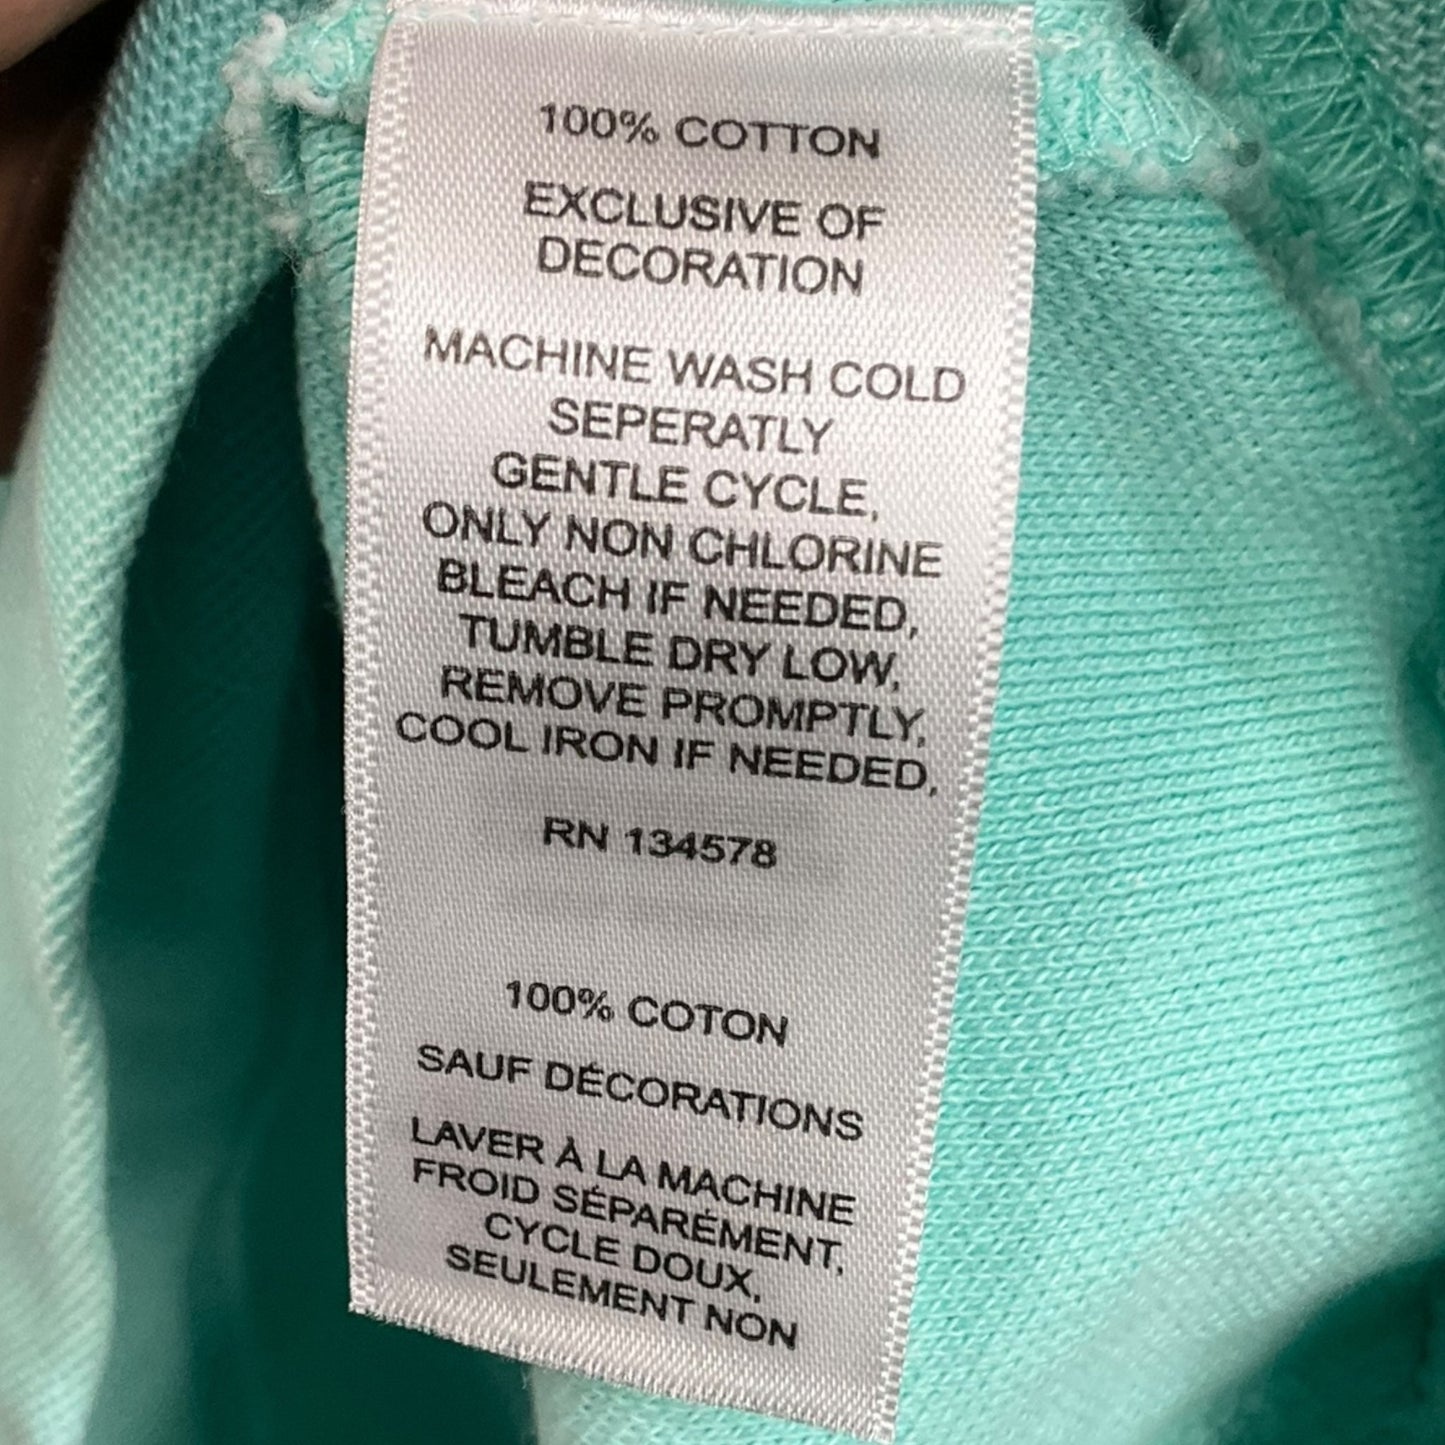 100% COTTON
EXCLUSIVE OF
DECORATION
MACHINE WASH COLD
SEPERATLY
GENTLE CYCLE,
ONLY NON CHLORINE
BLEACH IF NEEDED,
TUMBLE DRY LOW,
REMOVE PROMPTLY,
COOL IRON IF NEEDED,
RN 134578
100% COTON
SAUF DÉCORATIONS
LAVER À LA MACHINE
FROID SÉPARÉMENT,
CYCLE DOUX,
SEULEMENT NON